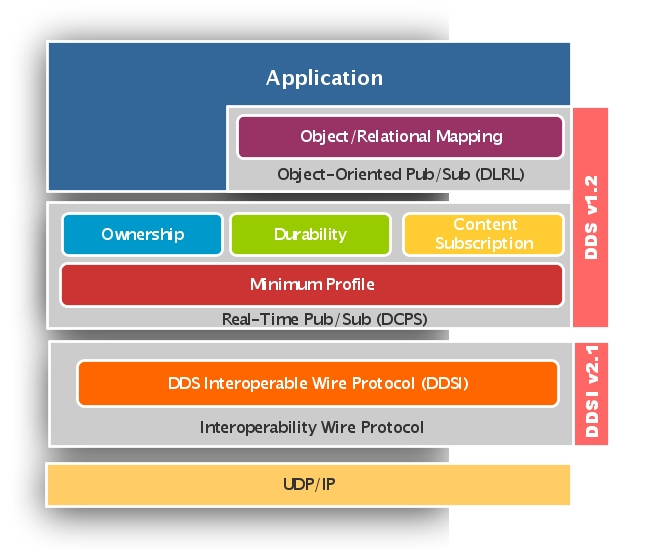 Application
Object/Relational Mapping
Object-Oriented Pub/Sub (DLRL)
DDS v1.2
Ownership
Durability
Content
Subscription
Minimum Profile
Real-Time Pub/Sub (DCPS)
DDS Interoperable Wire Protocol (DDSI)
Interoperability Wire Protocol
DDSI v2.1
UDP/IP